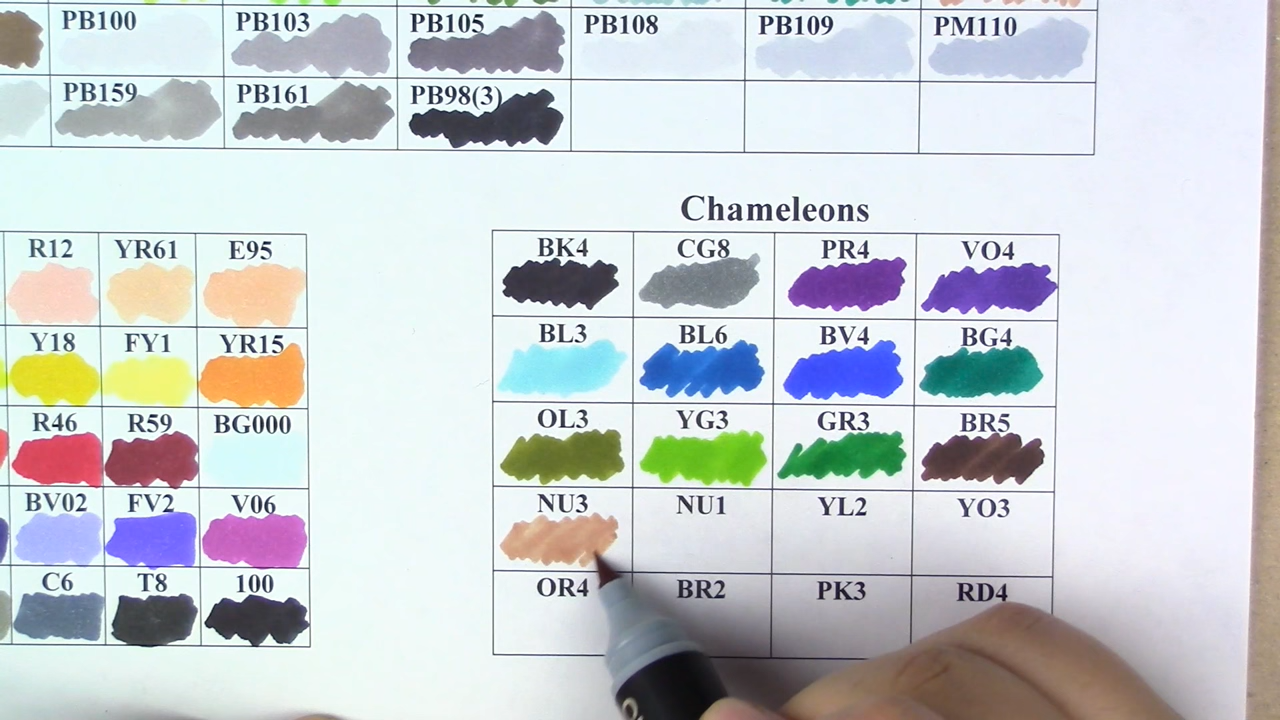 PB100 PB103 PB105 PB108 PB109 PM110
PB159 PB161 PB98(3)
Chameleons
R12 YR61 E95
Y18 FY1 YR15
R46 R59 BG000
BV02 FV2 V06
C6 T8 100
BK4 CG8 PR4 VO4
BL3 BL6 BV4 BG4
OL3 YG3 GR3 BR5
NU3 NU1 YL2 YO3
OR4 BR2 PK3 RD4